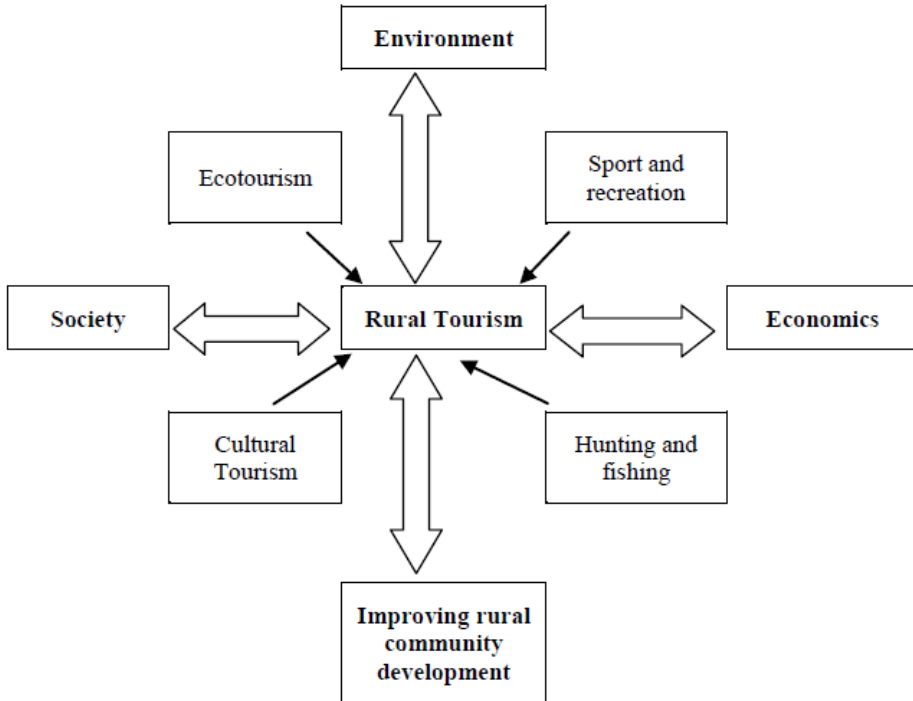 Environment
Ecotourism
Sport and
recreation
Society
Rural Tourism
Economics
Cultural
Tourism
Hunting and
fishing
Improving rural
community
development